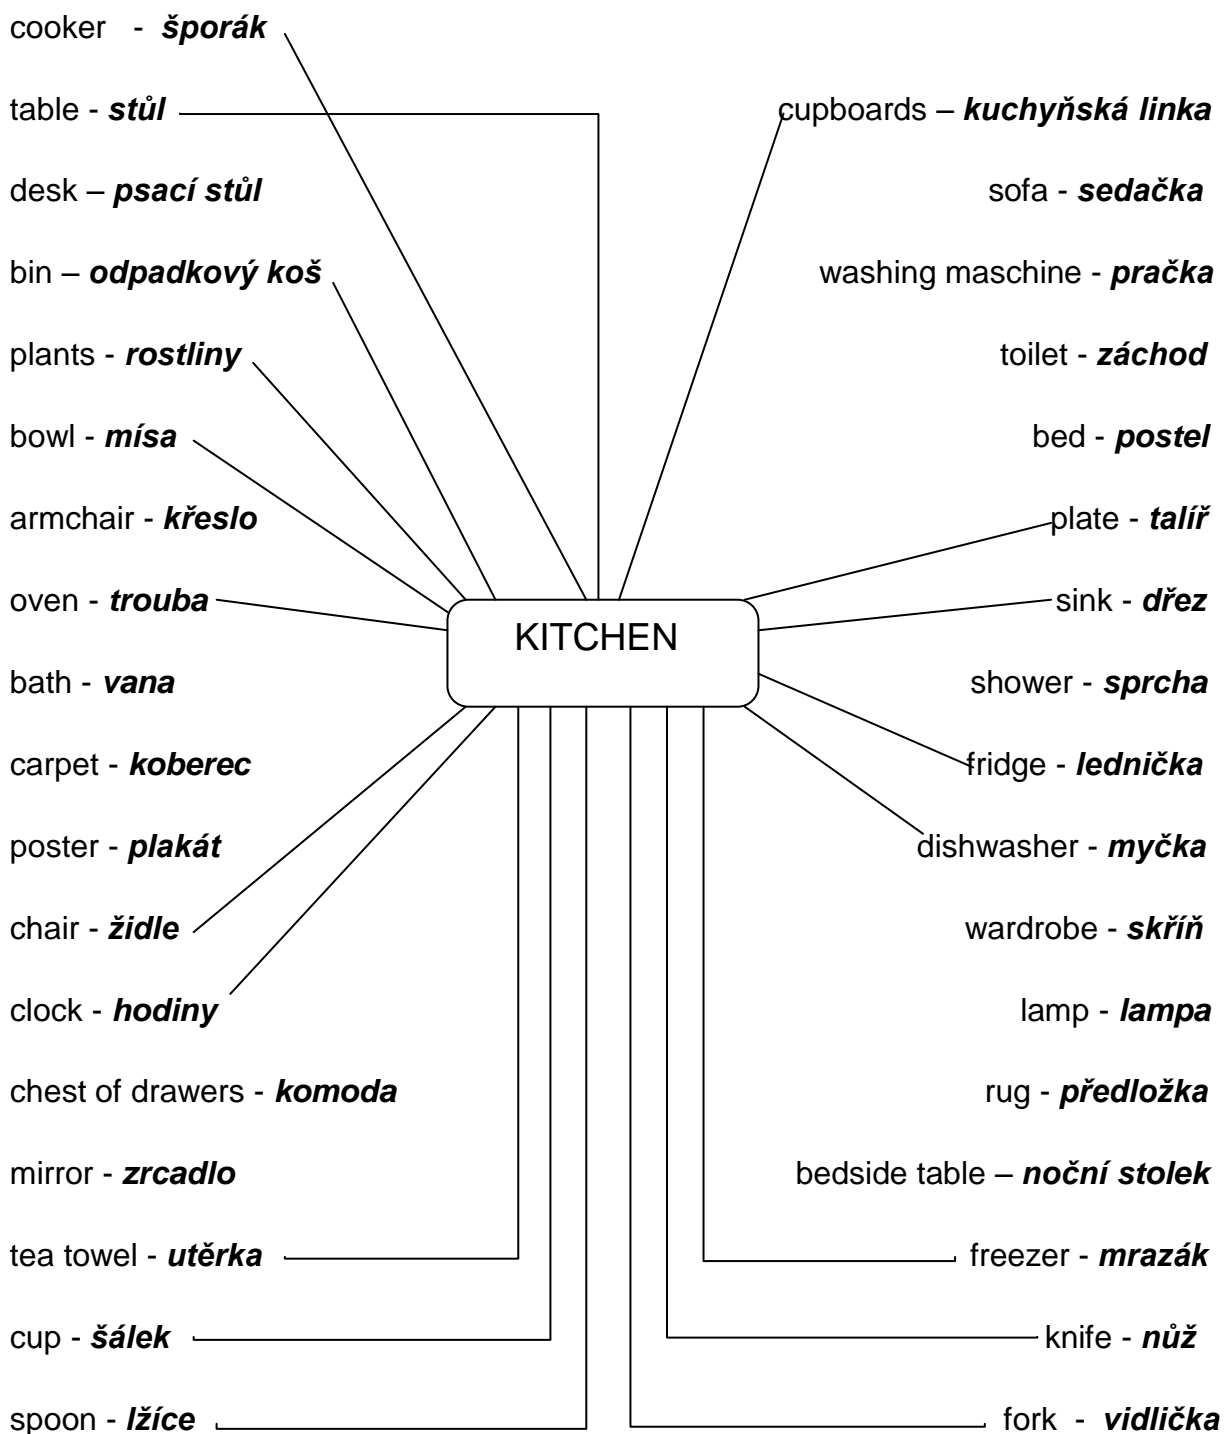 cooker - šporák
table - stůl
cupboards – kuchyňská linka
desk – psací stůl
sofa - sedačka
bin – odpadkový koš
washing maschine - pračka
plants - rostliny
toilet - záchod
bowl - mísa
bed - postel
armchair - křeslo
plate - talíř
oven - trouba
sink - dřez
KITCHEN
bath - vana
shower - sprcha
carpet - koberec
fridge - lednička
poster - plakát
dishwasher - myčka
chair - židle
wardrobe - skříň
clock - hodiny
lamp - lampa
chest of drawers - komoda
rug - předložka
mirror - zrcadlo
bedside table – noční stolek
tea towel - utěrka
freezer - mrazák
cup - šálek
knife - nůž
spoon - lžíce
fork - vidlička